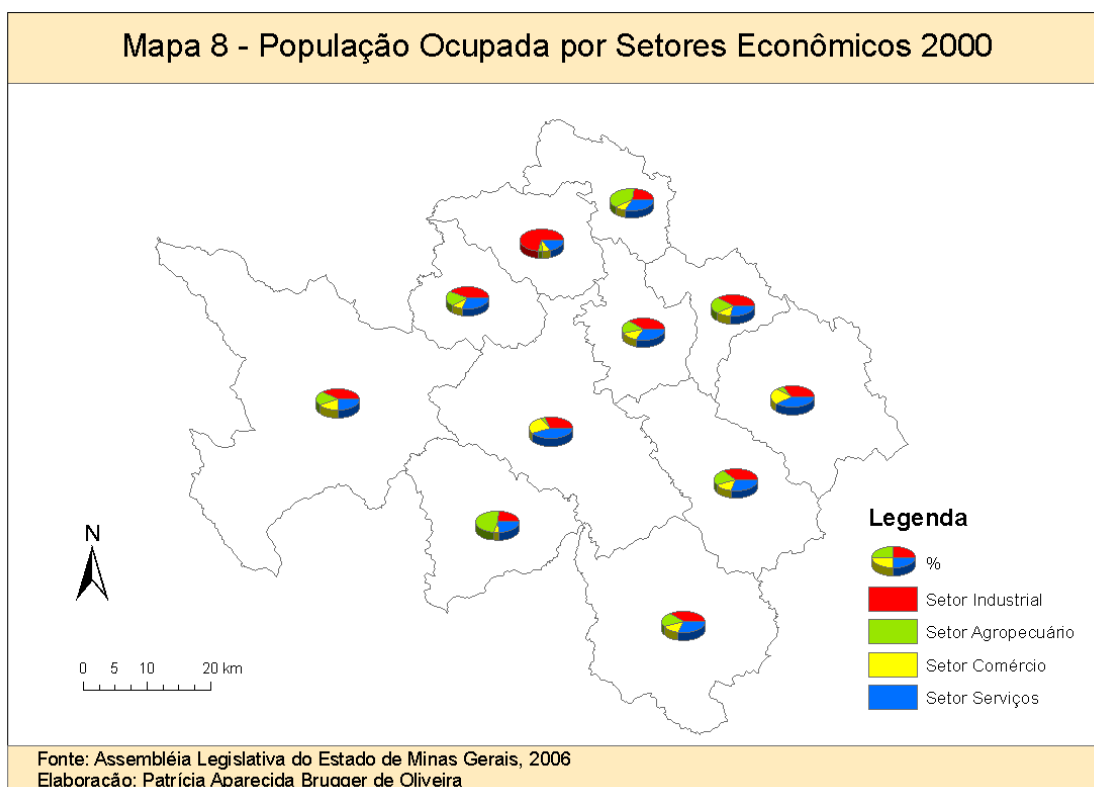 Mapa 8 - População Ocupada por Setores Econômicos 2000
N
0 5 10 20 km
Legenda
%
Setor Industrial
Setor Agropecuário
Setor Comércio
Setor Serviços
Fonte: Assembléia Legislativa do Estado de Minas Gerais, 2006
Elaboração: Patrícia Aparecida Brugger de Oliveira